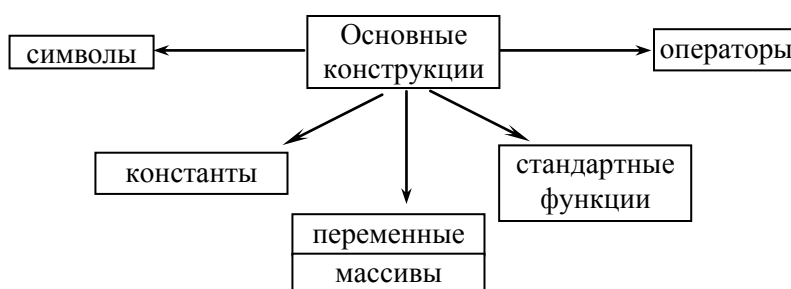 Основные
конструкции
символы
операторы
константы
стандартные
функции
переменные
массивы